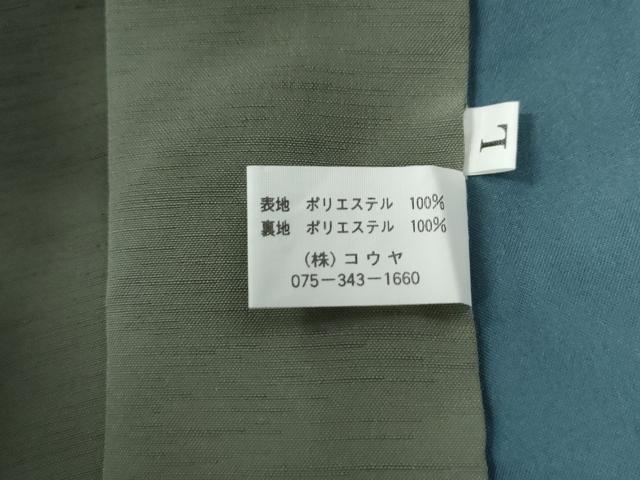 L
表地 ポリエステル 100%
裏地 ポリエステル 100%
(株)コウヤ
075-343-1660